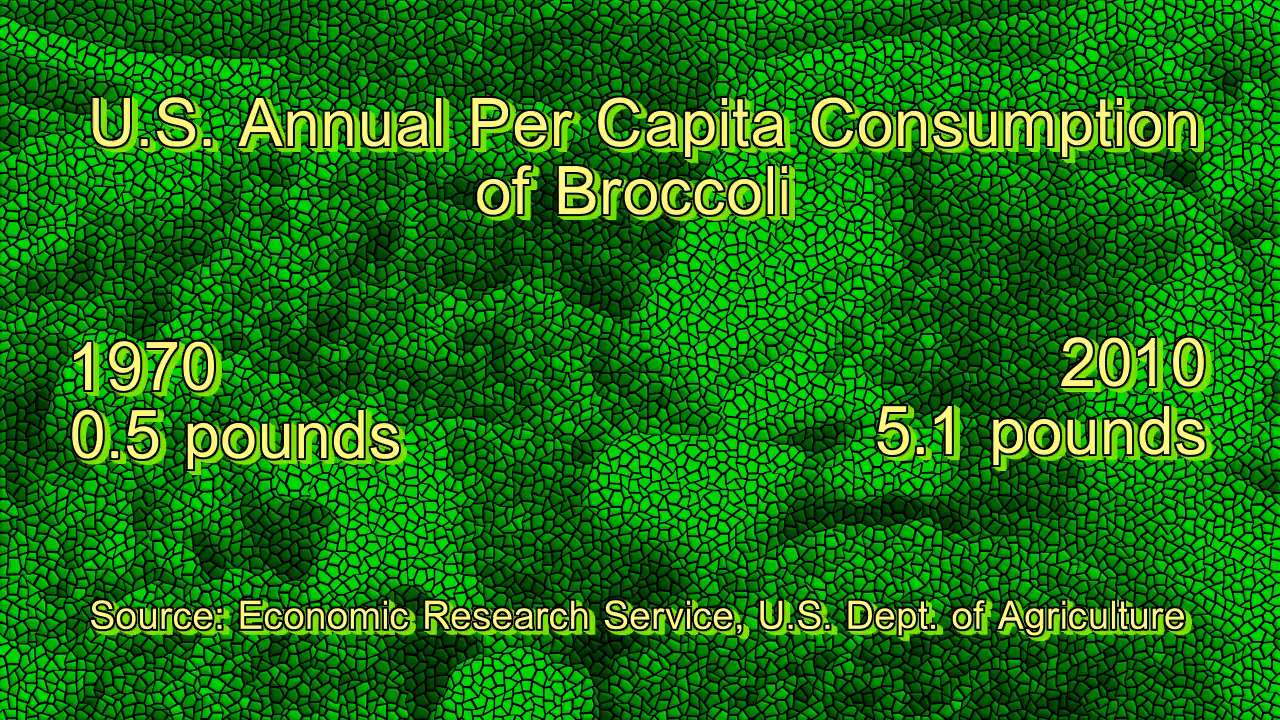 U.S. Annual Per Capita Consumption
of Broccoli
1970
0.5 pounds
2010
5.1 pounds
Source: Economic Research Service, U.S. Dept. of Agriculture